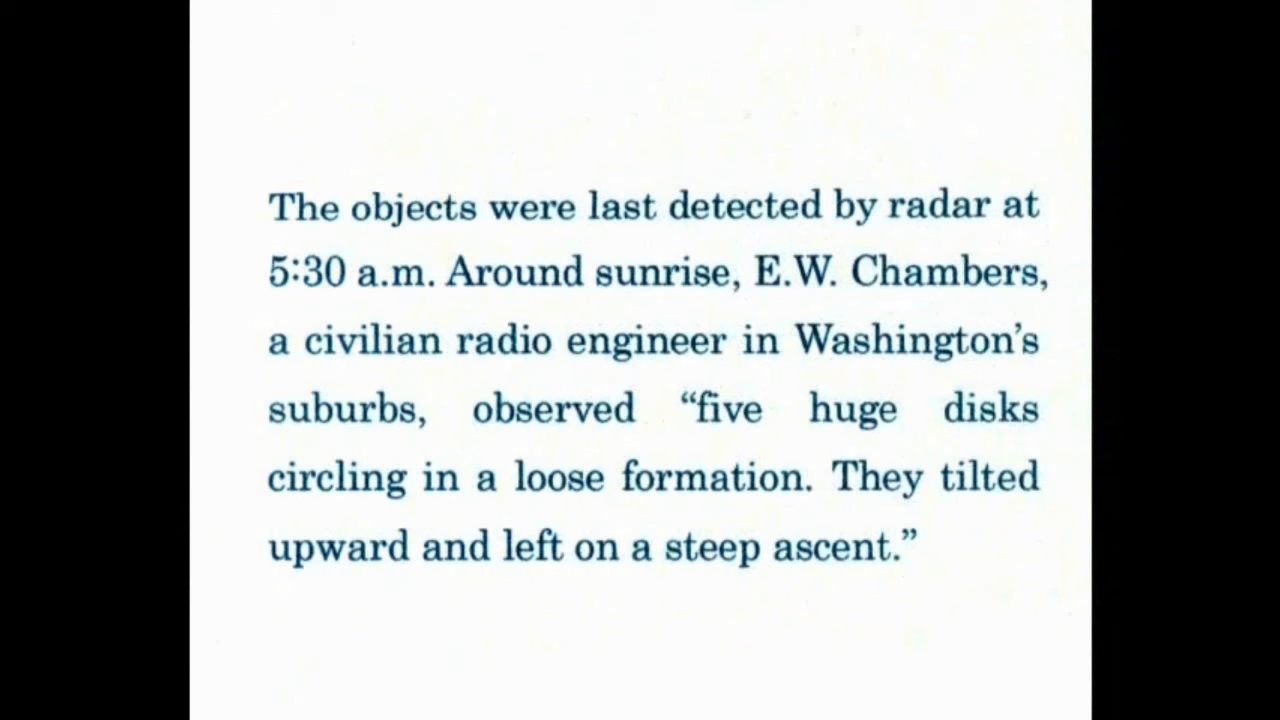 The objects were last detected by radar at
5:30 a.m. Around sunrise, E.W. Chambers,
a civilian radio engineer in Washington’s
suburbs, observed “five huge disks
circling in a loose formation. They tilted
upward and left on a steep ascent.”